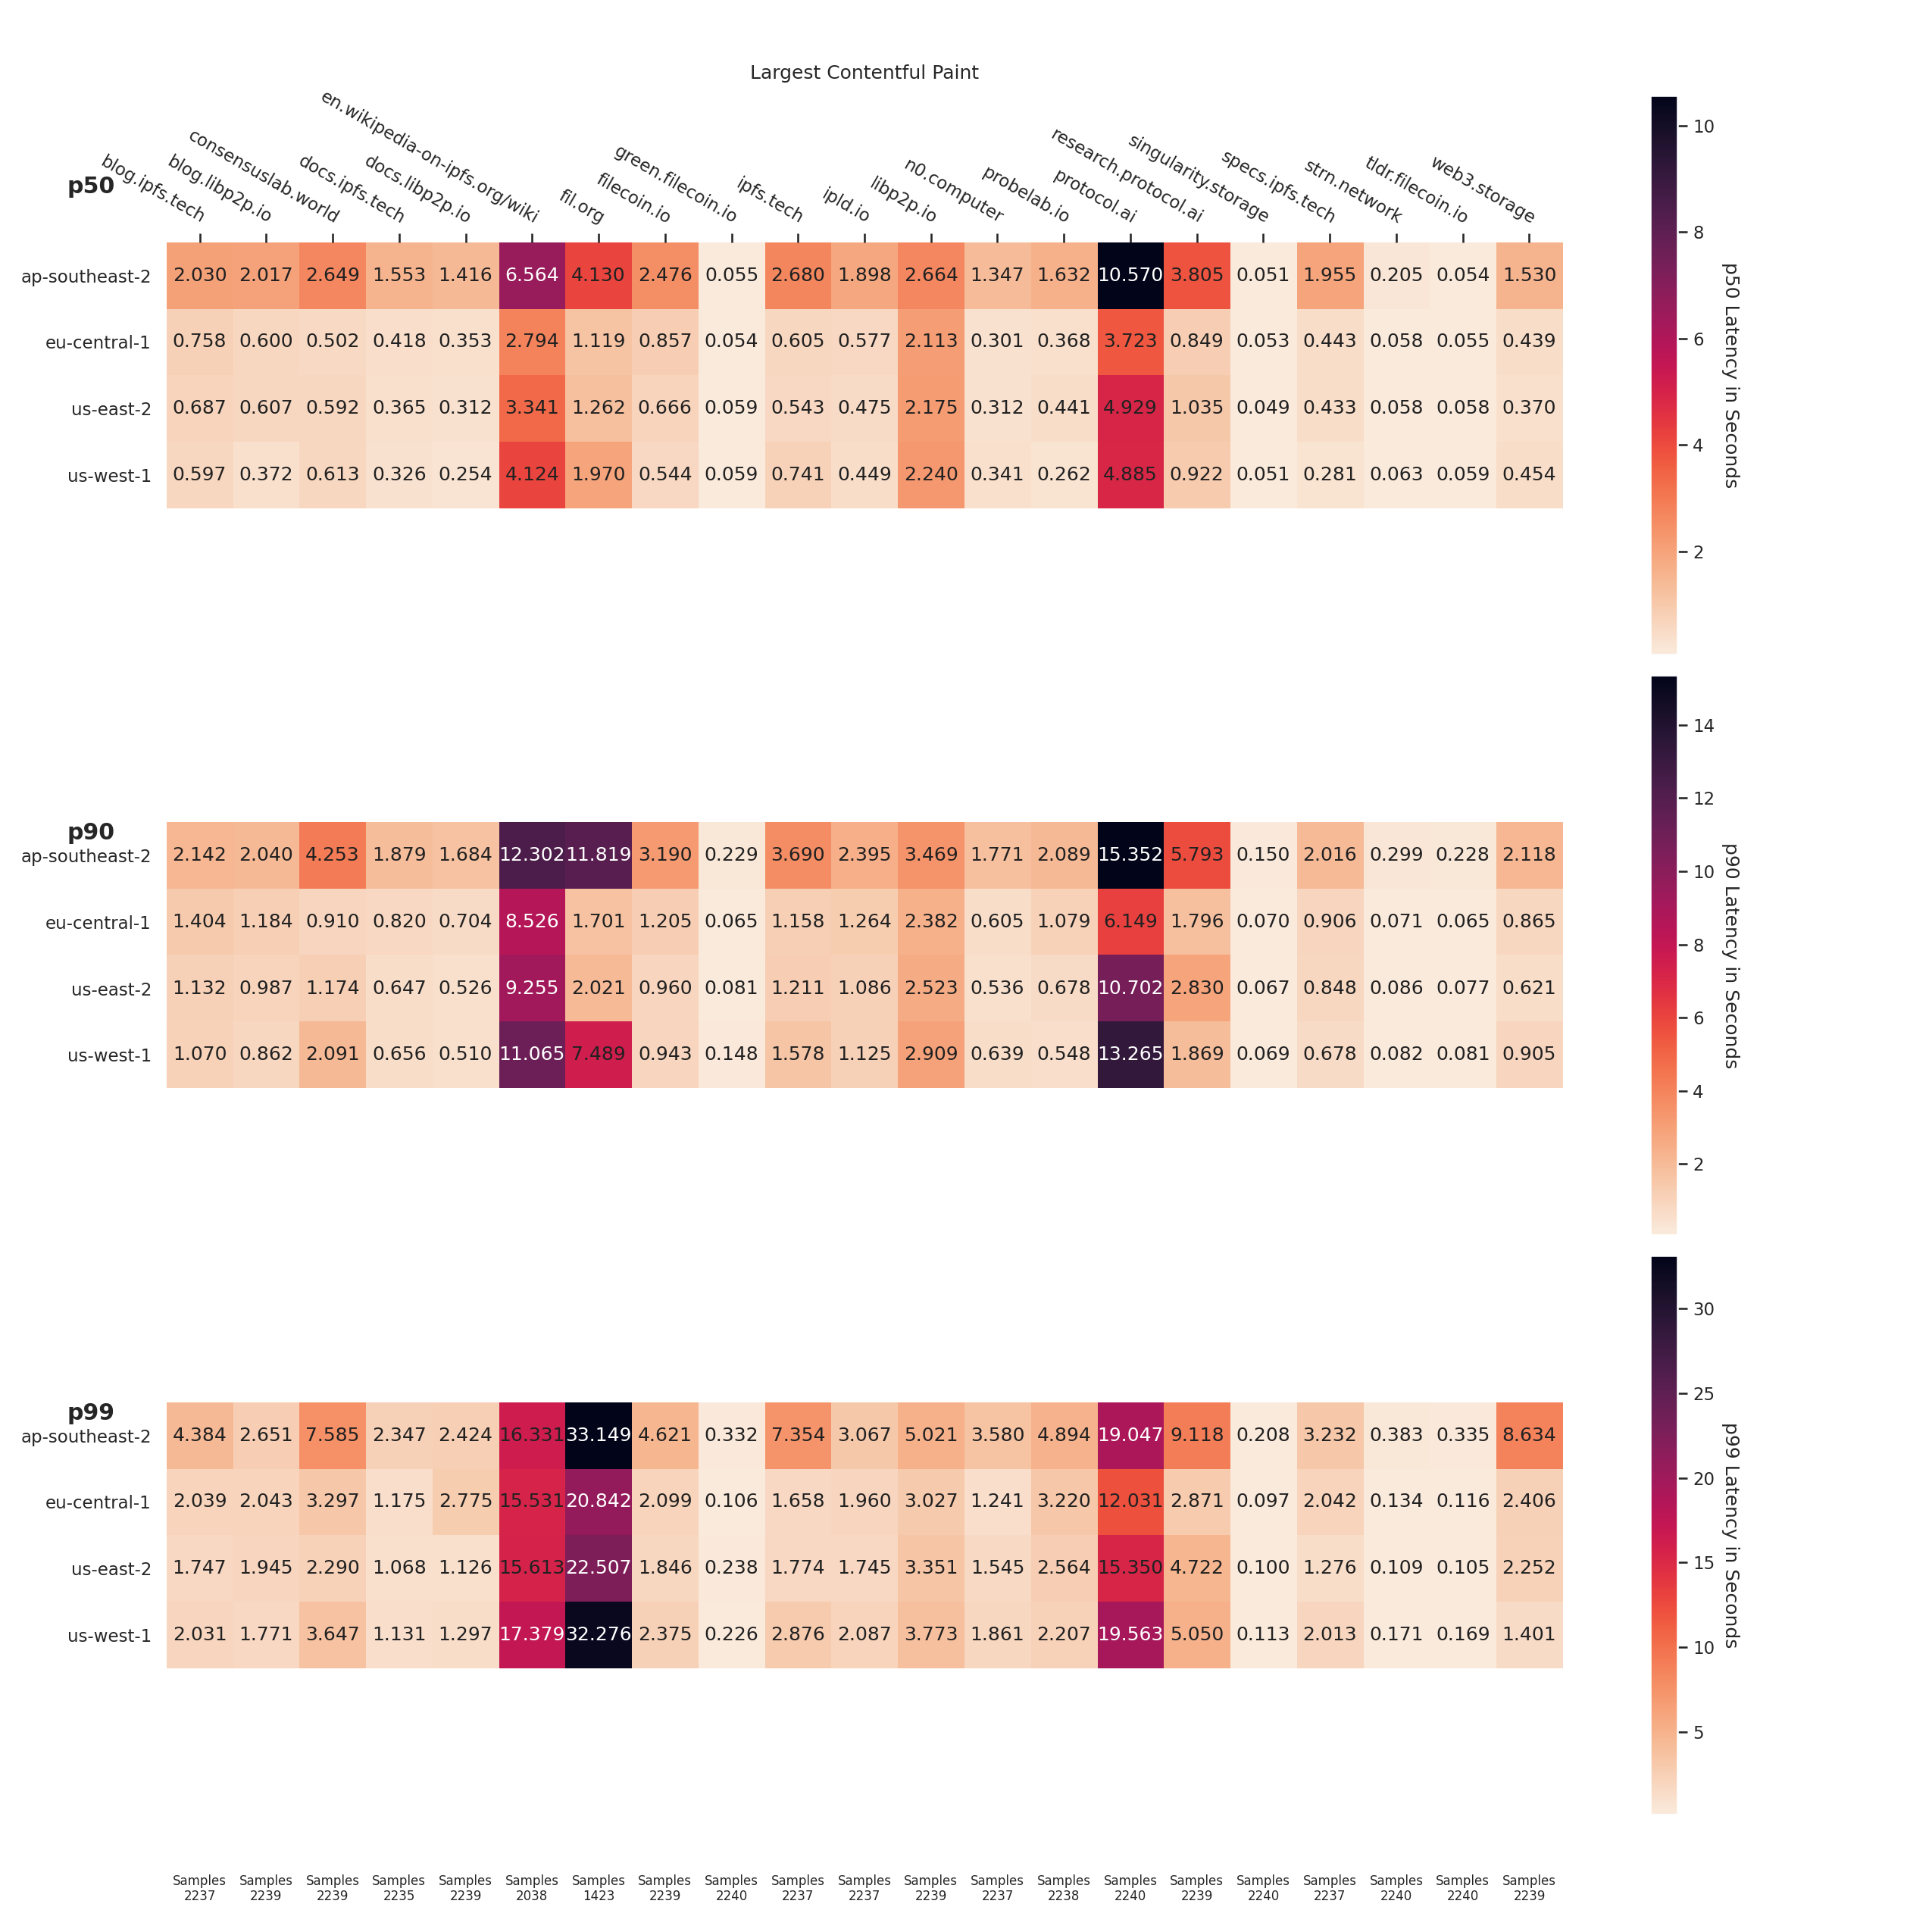 Largest Contentful Paint
p50
blog.ipfs.tech
blog.libp2p.io
consensuslab.world
docs.ipfs.tech
docs.libp2p.io
en.wikipedia-on-ipfs.org/wiki
fil.org
filecoin.io
green.filecoin.io
ipfs.tech
ipld.io
libp2p.io
n0.computer
probelab.io
protocol.ai
research.protocol.ai
singularity.storage
specs.ipfs.tech
strn.network
tldr.filecoin.io
web3.storage
ap-southeast-2 2.030 2.017 2.649 1.553 1.416 6.564 4.130 2.476 0.055 2.680 1.898 2.664 1.347 1.632 10.570 3.805 0.051 1.955 0.205 0.054 1.530
eu-central-1 0.758 0.600 0.502 0.418 0.353 2.794 1.119 0.857 0.054 0.605 0.577 2.113 0.301 0.368 3.723 0.849 0.053 0.443 0.058 0.055 0.439
us-east-2 0.687 0.607 0.592 0.365 0.312 3.341 1.262 0.666 0.059 0.543 0.475 2.175 0.312 0.441 4.929 1.035 0.049 0.433 0.058 0.058 0.370
us-west-1 0.597 0.372 0.613 0.326 0.254 4.124 1.970 0.544 0.059 0.741 0.449 2.240 0.341 0.262 4.885 0.922 0.051 0.281 0.063 0.059 0.454
10
8
6
4
2
p50 Latency in Seconds
p90
ap-southeast-2 2.142 2.040 4.253 1.879 1.684 12.302 11.819 3.190 0.229 3.690 2.395 3.469 1.771 2.089 15.352 5.793 0.150 2.016 0.299 0.228 2.118
eu-central-1 1.404 1.184 0.910 0.820 0.704 8.526 1.701 1.205 0.065 1.158 1.264 2.382 0.605 1.079 6.149 1.796 0.070 0.906 0.071 0.065 0.865
us-east-2 1.132 0.987 1.174 0.647 0.526 9.255 2.021 0.960 0.081 1.211 1.086 2.523 0.536 0.678 10.702 2.830 0.067 0.848 0.086 0.077 0.621
us-west-1 1.070 0.862 2.091 0.656 0.510 11.065 7.489 0.943 0.148 1.578 1.125 2.909 0.639 0.548 13.265 1.869 0.069 0.678 0.082 0.081 0.905
14
12
10
8
6
4
2
p90 Latency in Seconds
p99
ap-southeast-2 4.384 2.651 7.585 2.347 2.424 16.331 33.149 4.621 0.332 7.354 3.067 5.021 3.580 4.894 19.047 9.118 0.208 3.232 0.383 0.335 8.634
eu-central-1 2.039 2.043 3.297 1.175 2.775 15.531 20.842 2.099 0.106 1.658 1.960 3.027 1.241 3.220 12.031 2.871 0.097 2.042 0.134 0.116 2.406
us-east-2 1.747 1.945 2.290 1.068 1.126 15.613 22.507 1.846 0.238 1.774 1.745 3.351 1.545 2.564 15.350 4.722 0.100 1.276 0.109 0.105 2.252
us-west-1 2.031 1.771 3.647 1.131 1.297 17.379 32.276 2.375 0.226 2.876 2.087 3.773 1.861 2.207 19.563 5.050 0.113 2.013 0.171 0.169 1.401
30
25
20
15
10
5
p99 Latency in Seconds
Samples Samples Samples Samples Samples Samples Samples Samples Samples Samples Samples Samples Samples Samples Samples Samples Samples Samples Samples Samples Samples
2237 2239 2239 2235 2239 2038 1423 2239 2240 2237 2237 2239 2237 2238 2240 2239 2240 2237 2240 2240 2239